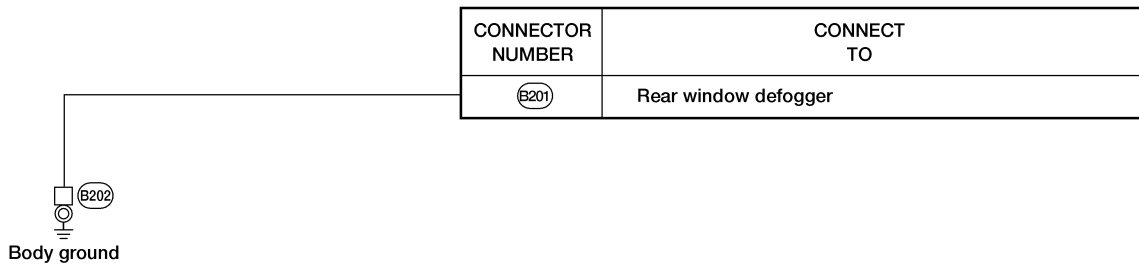 CONNECTOR NUMBER
CONNECT TO
B201
Rear window defogger
B202
Body ground